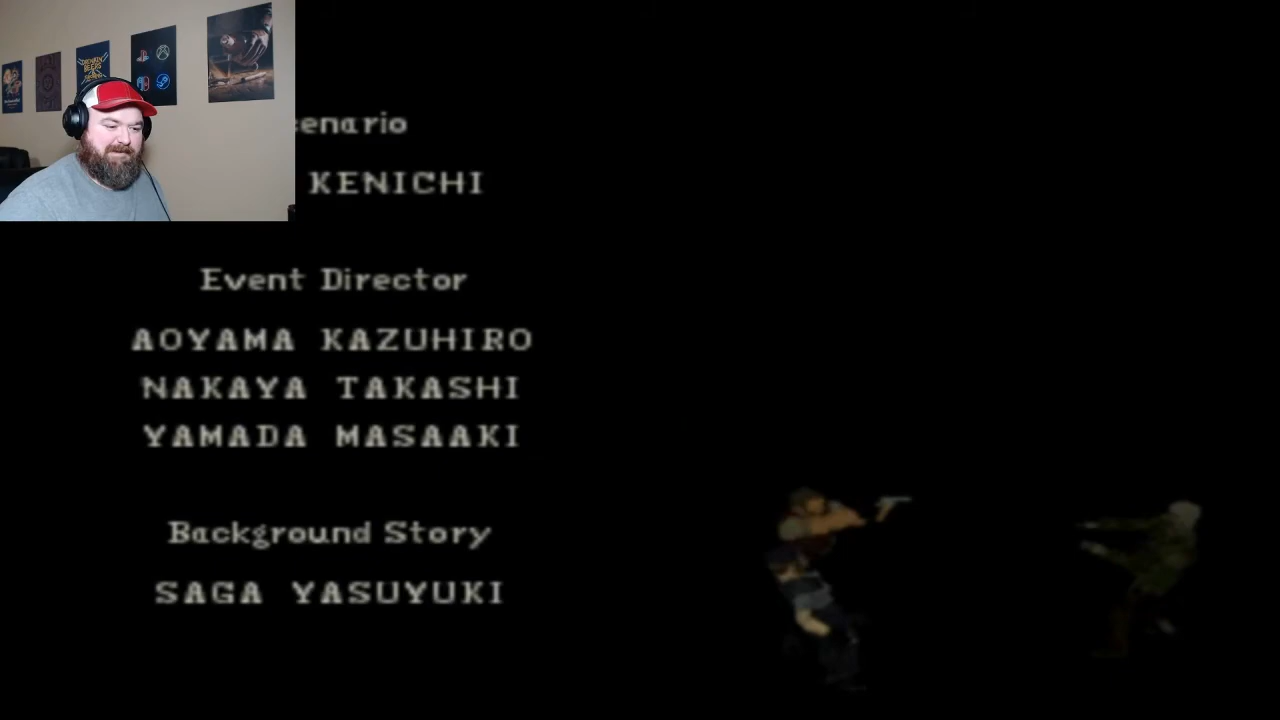 enario
KENICHI
Event Director
AOYAMA KAZUHIRO
NAKAYA TAKASHI
YAMADA MASAAKI
Background Story
SAGA YASUYUKI